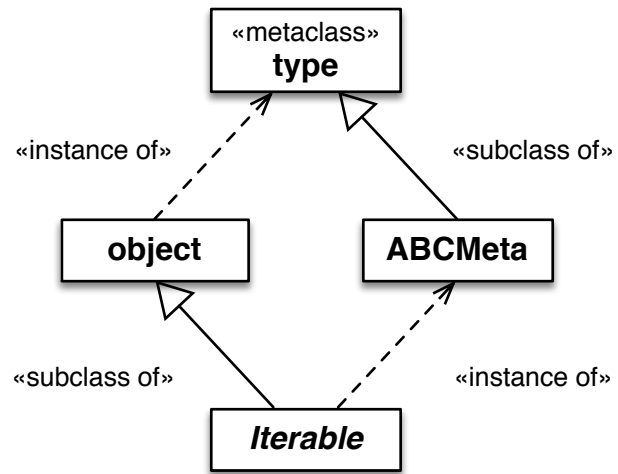 «metaclass»
type
«instance of»
«subclass of»
object
ABCMeta
«subclass of»
«instance of»
Iterable